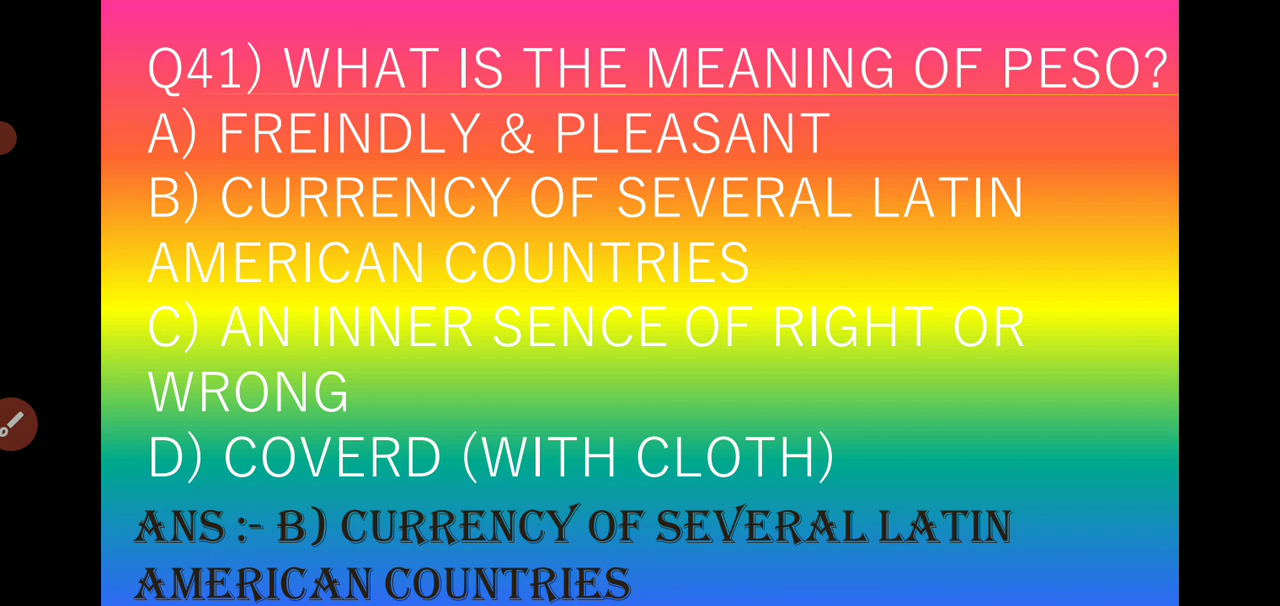 Q41) WHAT IS THE MEANING OF PESO?
A) FREINDLY & PLEASANT
B) CURRENCY OF SEVERAL LATIN
AMERICAN COUNTRIES
C) AN INNER SENCE OF RIGHT OR
WRONG
D) COVERD (WITH CLOTH)
ANS :- B) CURRENCY OF SEVERAL LATIN
AMERICAN COUNTRIES